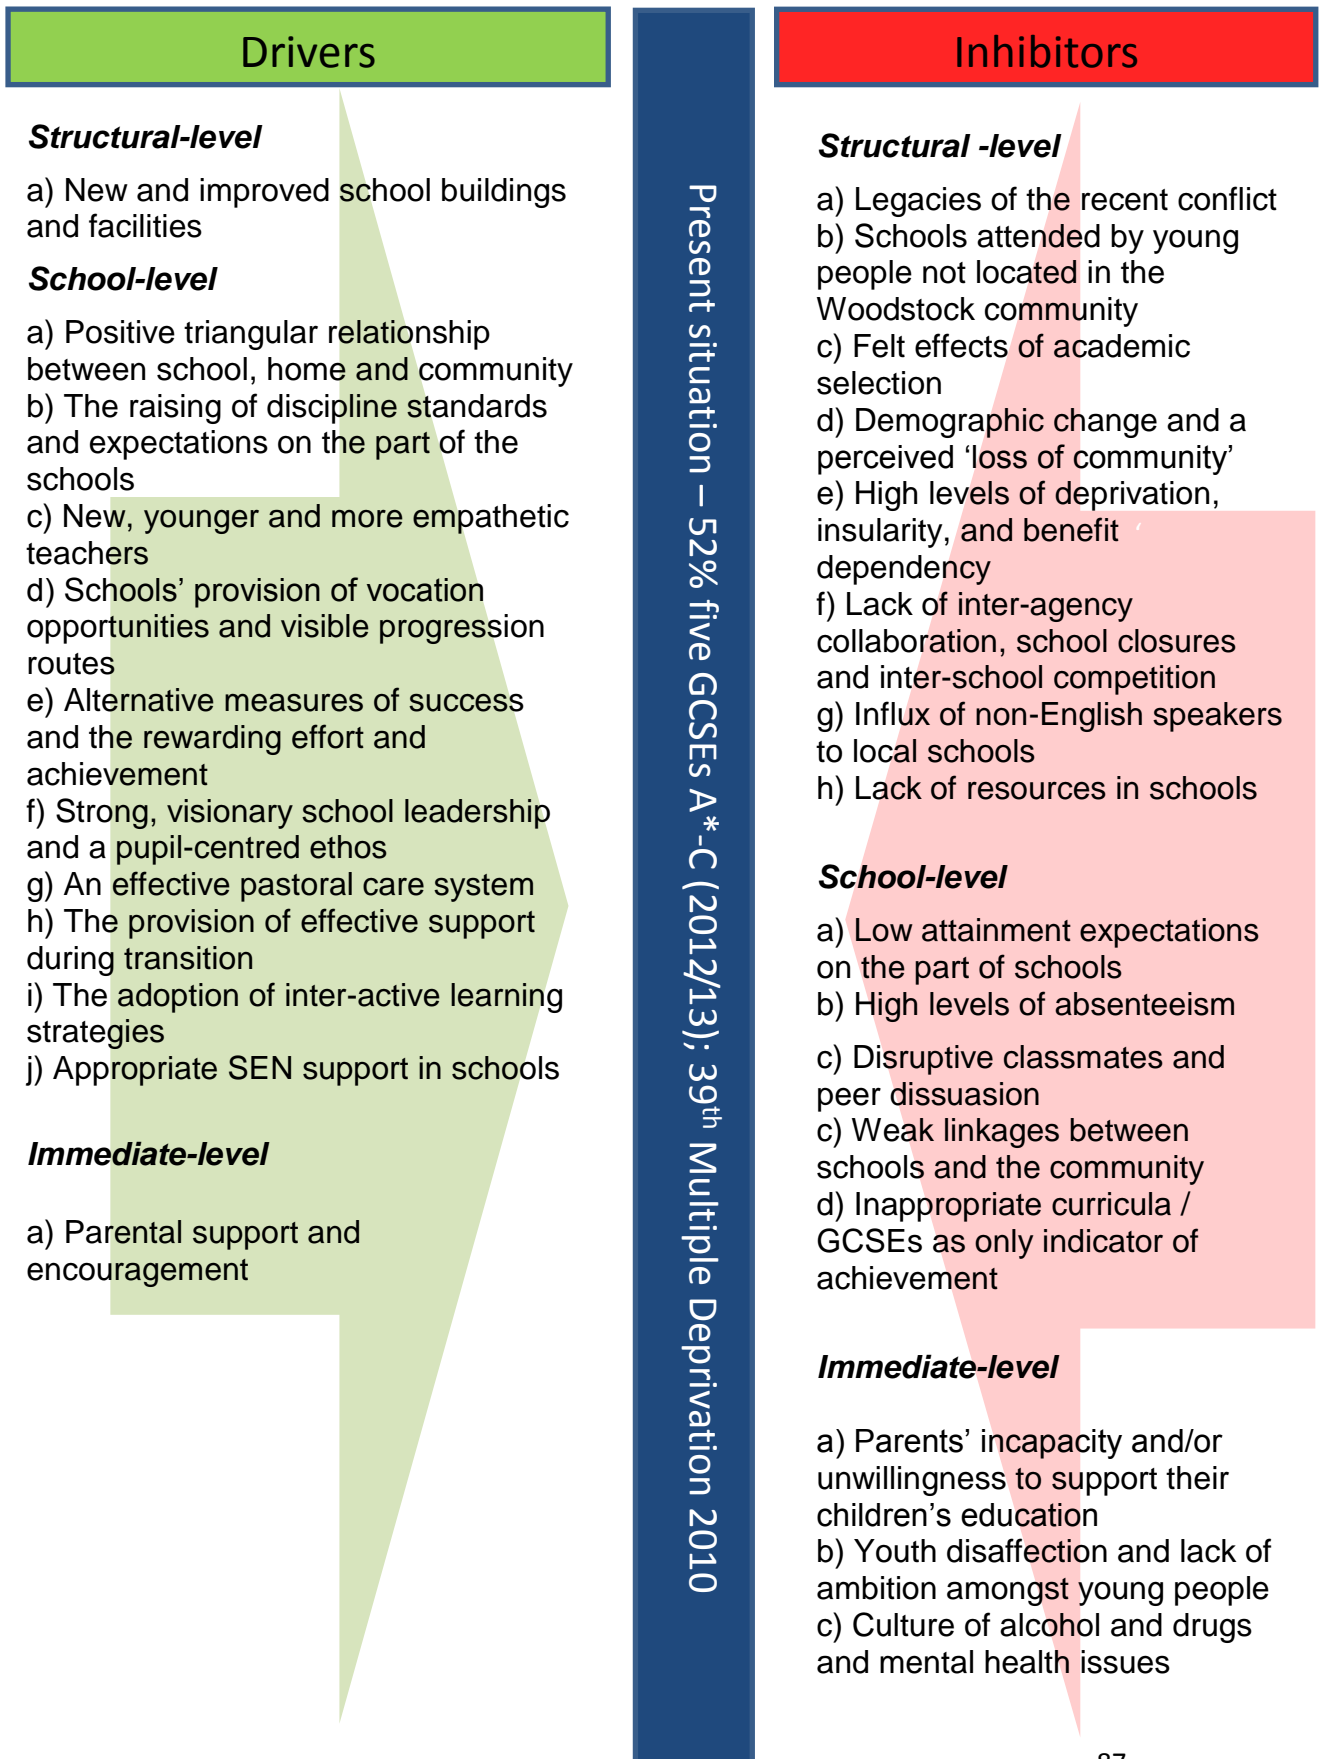 Drivers
Structural-level
a) New and improved school buildings
and facilities
School-level
a) Positive triangular relationship
between school, home and community
b) The raising of discipline standards
and expectations on the part of the
schools
c) New, younger and more empathetic
teachers
d) Schools’ provision of vocation
opportunities and visible progression
routes
e) Alternative measures of success
and the rewarding effort and
achievement
f) Strong, visionary school leadership
and a pupil-centred ethos
g) An effective pastoral care system
h) The provision of effective support
during transition
i) The adoption of inter-active learning
strategies
j) Appropriate SEN support in schools
Immediate-level
a) Parental support and
encouragement
Present situation – 52% five GCSEs A*-C (2012/13); 39th Multiple Deprivation 2010
Inhibitors
Structural -level
a) Legacies of the recent conflict
b) Schools attended by young
people not located in the
Woodstock community
c) Felt effects of academic
selection
d) Demographic change and a
perceived ‘loss of community’
e) High levels of deprivation,
insularity, and benefit
dependency
f) Lack of inter-agency
collaboration, school closures
and inter-school competition
g) Influx of non-English speakers
to local schools
h) Lack of resources in schools
School-level
a) Low attainment expectations
on the part of schools
b) High levels of absenteeism
c) Disruptive classmates and
peer dissuasion
c) Weak linkages between
schools and the community
d) Inappropriate curricula /
GCSEs as only indicator of
achievement
Immediate-level
a) Parents’ incapacity and/or
unwillingness to support their
children’s education
b) Youth disaffection and lack of
ambition amongst young people
c) Culture of alcohol and drugs
and mental health issues